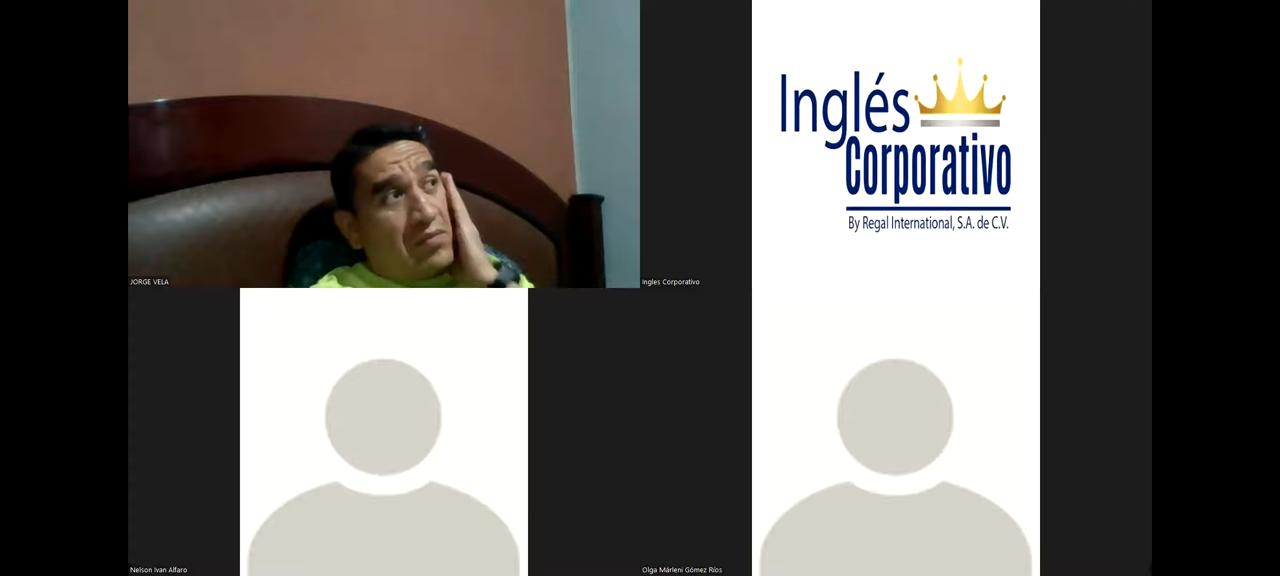 Inglés
Corporativo
By Regal International, S.A. de C.V.
JORGE VELA
Ingles Corporativo
Nelson Ivan Alfaro
Olga Márleni Gómez Ríos